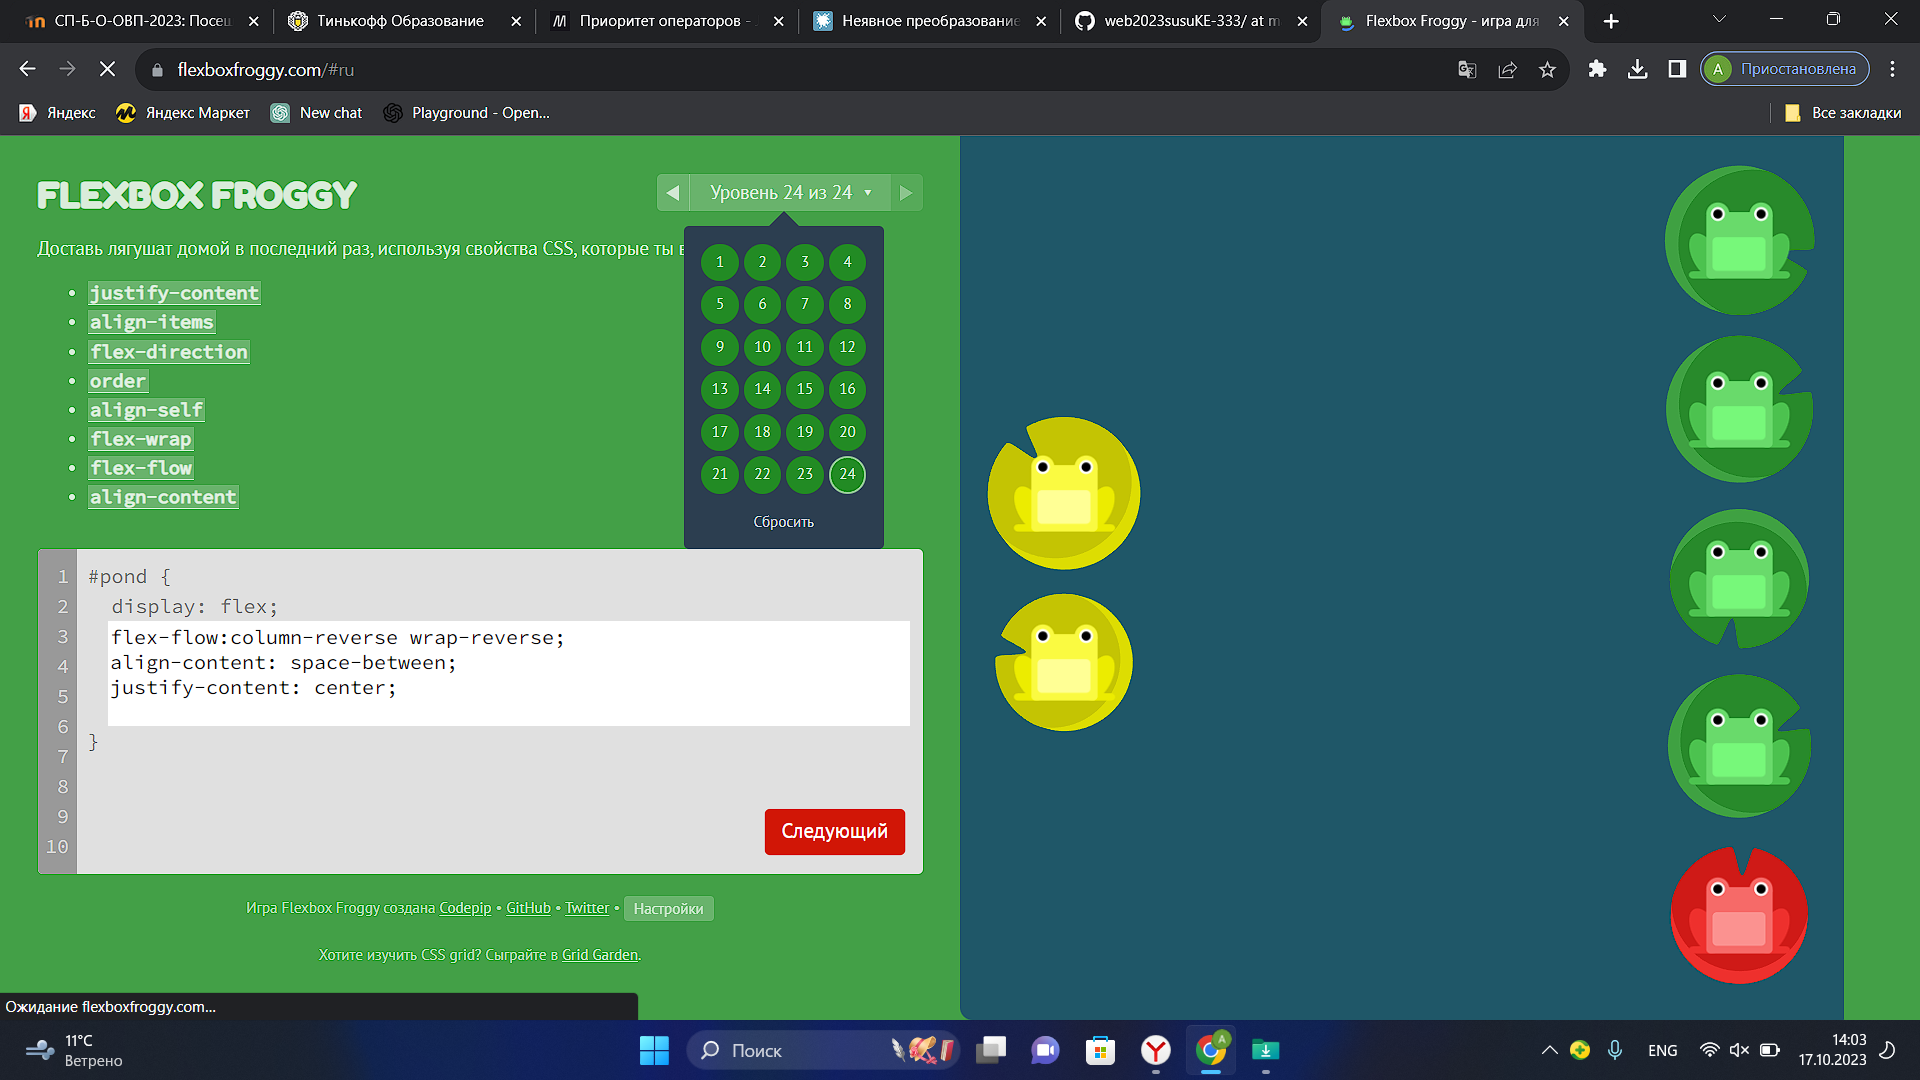 СП-Б-О-ОВП-2023: Посещ
Тинькофф Образование
Приоритет операторов -
Неявное преобразование
web2023susuKE-333/ at m
Flexbox Froggy - игра для
flexboxfroggy.com/#ru
A
Приостановлена
Яндекс
Яндекс Маркет
New chat
Playground - Open...
Все закладки
FLEXBOX FROGGY
Уровень 24 из 24
Доставь лягушат домой в последний раз, используя свойства CSS, которые ты в
justify-content
align-items
flex-direction
order
align-self
flex-wrap
flex-flow
align-content
1 2 3 4
5 6 7 8
9 10 11 12
13 14 15 16
17 18 19 20
21 22 23 24
Сбросить
1 #pond {
2 display: flex;
3 flex-flow:column-reverse wrap-reverse;
4 align-content: space-between;
5 justify-content: center;
6 }
7
8
9
10
Следующий
Игра Flexbox Froggy создана Codepip • GitHub • Twitter • Настройки
Хотите изучить CSS grid? Сыграйте в Grid Garden.
Ожидание flexboxfroggy.com...
11°C
Ветрено
Поиск
A
ENG
14:03
17.10.2023